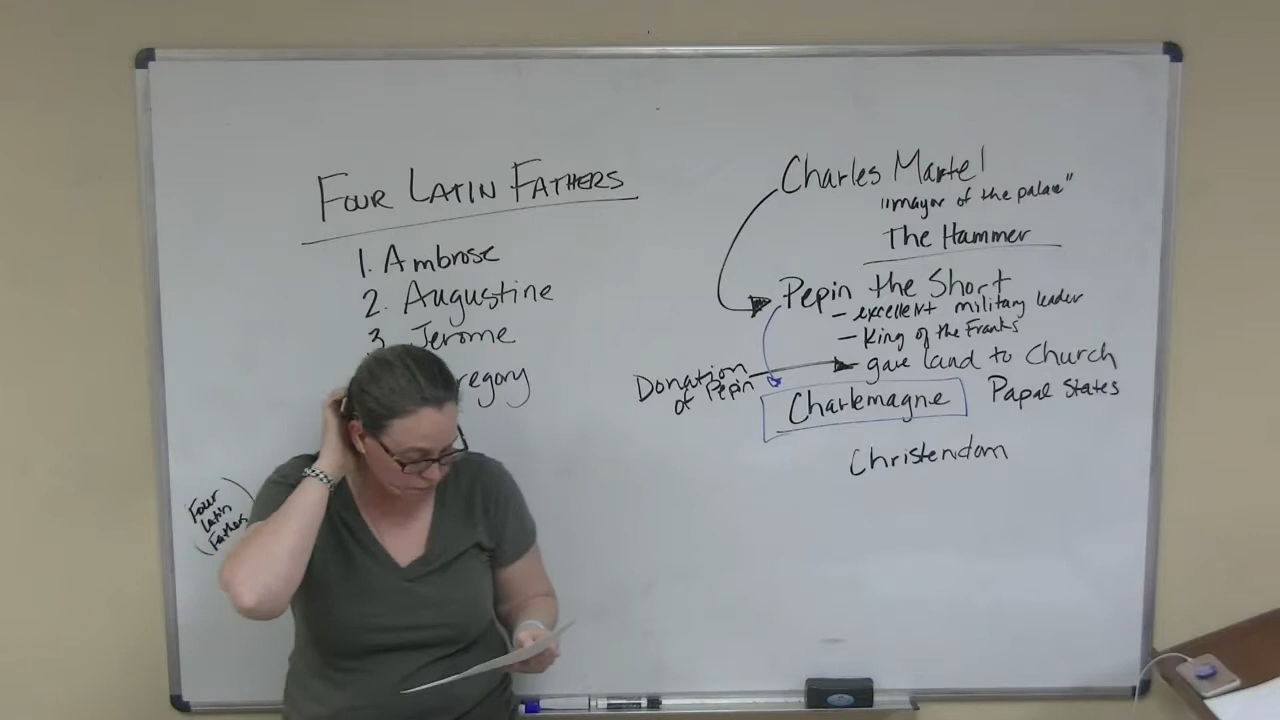 FOUR LATIN FATHERS
1. Ambrose
2. Augustine
3. Jerome
regory
Four
Latin
Fathers
Charles Martel
"mayor of the palace"
The Hammer
Pepin the Short
- excellent military leader
- King of the Franks
gave land to Church
Donation
of Pepin
Papal States
Charlemagne
Christendom